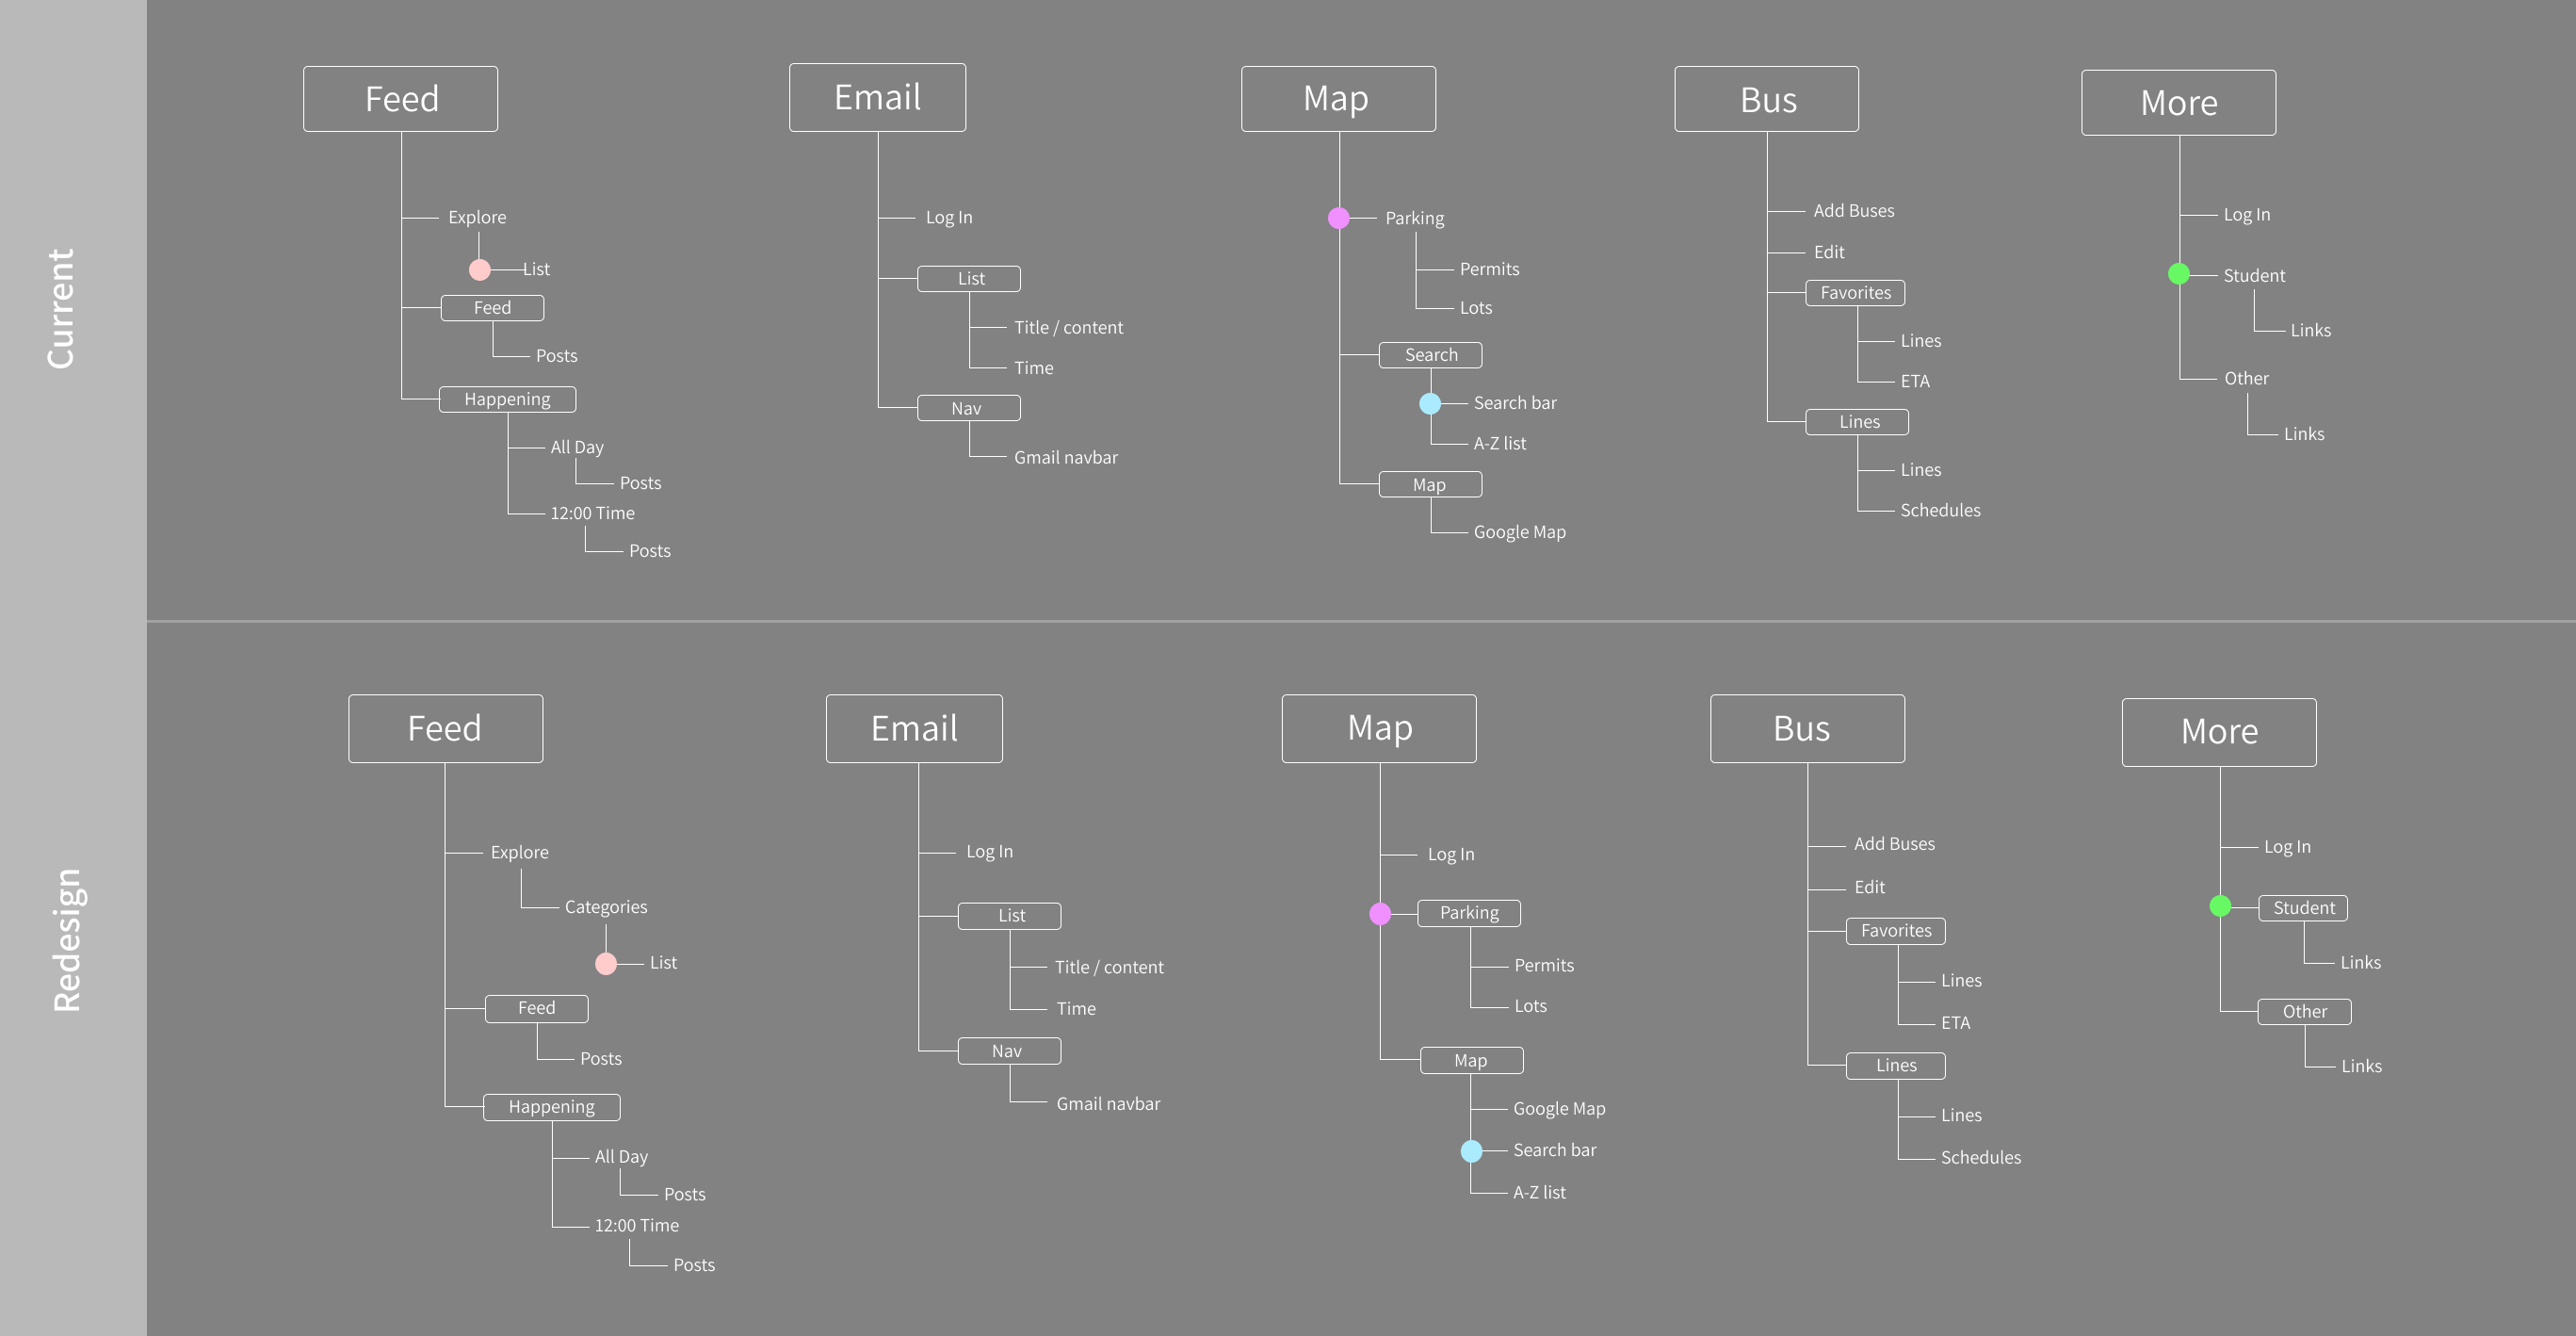 Current
Feed
Explore
List
Feed
Posts
Happening
All Day
Posts
12:00 Time
Posts
Email
Log In
List
Title / content
Time
Nav
Gmail navbar
Map
Parking
Permits
Lots
Search
Search bar
A-Z list
Map
Google Map
Bus
Add Buses
Edit
Favorites
Lines
ETA
Lines
Lines
Schedules
More
Log In
Student
Links
Other
Links
Redesign
Feed
Explore
Categories
List
Feed
Posts
Happening
All Day
Posts
12:00 Time
Posts
Email
Log In
List
Title / content
Time
Nav
Gmail navbar
Map
Log In
Parking
Permits
Lots
Map
Google Map
Search bar
A-Z list
Bus
Add Buses
Edit
Favorites
Lines
ETA
Lines
Lines
Schedules
More
Log In
Student
Links
Other
Links